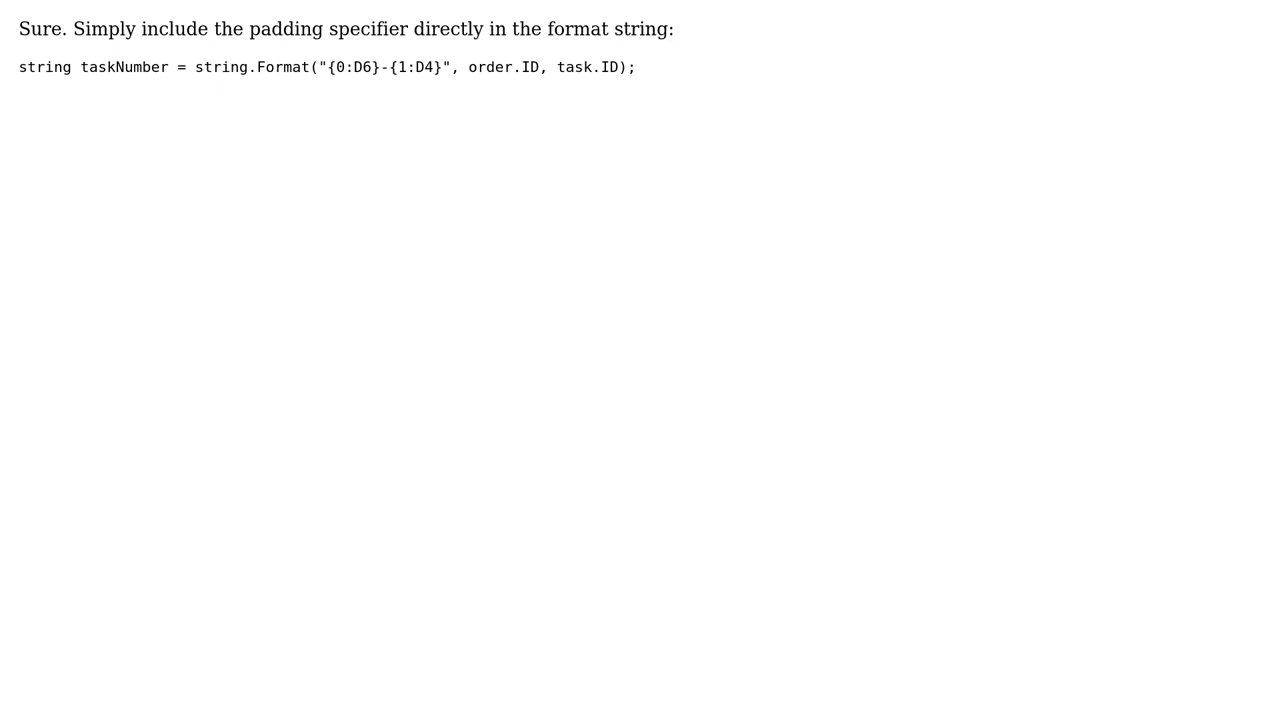 Sure. Simply include the padding specifier directly in the format string:
string taskNumber = string.Format("{0:D6}-{1:D4}", order.ID, task.ID);